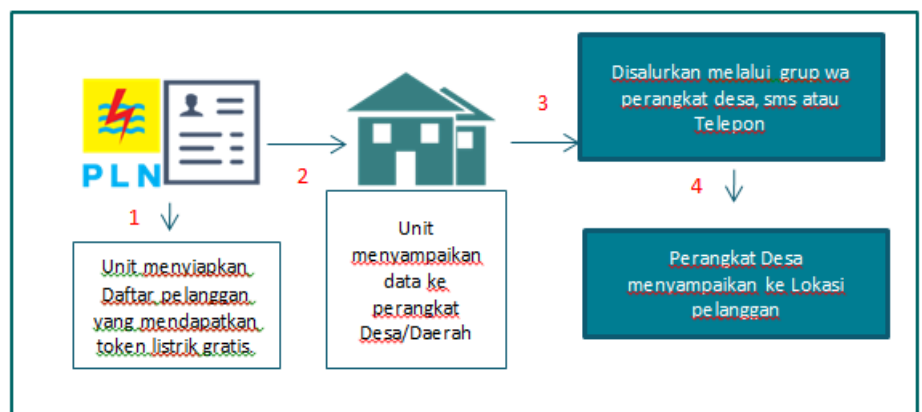 PLN
1
Unit menyiapkan
Daftar pelanggan
yang mendapatkan
token listrik gratis.
2
Unit
menyampaikan
data ke
perangkat
Desa/Daerah
3
Disalurkan melalui grup wa
perangkat desa, sms atau
Telepon
4
Perangkat Desa
menyampaikan ke Lokasi
pelanggan